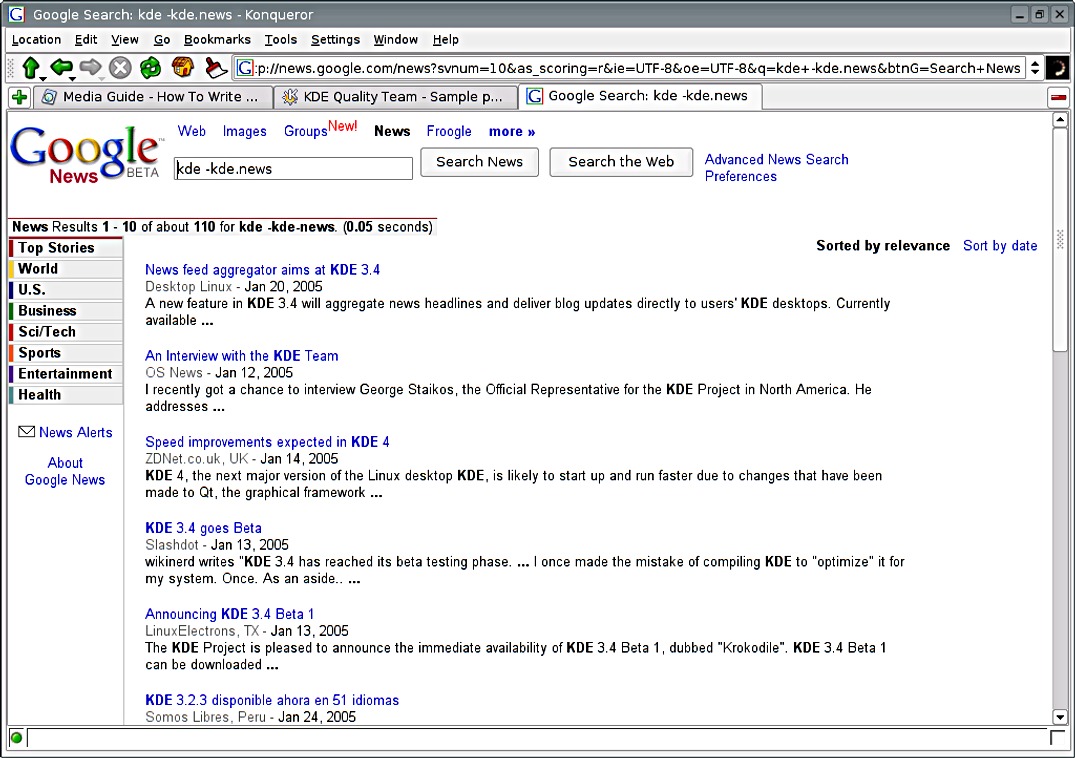 Google Search: kde -kde.news - Konqueror
Location Edit View Go Bookmarks Tools Settings Window Help
:p://news.google.com/news?svnum=10&as_scoring=r&ie=UTF-8&oe=UTF-8&q=kde+-kde.news&btnG=Search+News
Media Guide - How To Write ... KDE Quality Team - Sample p... Google Search: kde -kde.news
Google News BETA
Web Images Groups New! News Froogle more »
kde -kde.news Search News Search the Web Advanced News Search
Preferences
News Results 1 - 10 of about 110 for kde -kde-news. (0.05 seconds)
Sorted by relevance Sort by date
Top Stories
World
U.S.
Business
Sci/Tech
Sports
Entertainment
Health
News Alerts
About
Google News
News feed aggregator aims at KDE 3.4
Desktop Linux - Jan 20, 2005
A new feature in KDE 3.4 will aggregate news headlines and deliver blog updates directly to users' KDE desktops. Currently
available ...
An Interview with the KDE Team
OS News - Jan 12, 2005
I recently got a chance to interview George Staikos, the Official Representative for the KDE Project in North America. He
addresses ...
Speed improvements expected in KDE 4
ZDNet.co.uk, UK - Jan 14, 2005
KDE 4, the next major version of the Linux desktop KDE, is likely to start up and run faster due to changes that have been
made to Qt, the graphical framework ...
KDE 3.4 goes Beta
Slashdot - Jan 13, 2005
wikinerd writes "KDE 3.4 has reached its beta testing phase. ... I once made the mistake of compiling KDE to "optimize" it for
my system. Once. As an aside.. ...
Announcing KDE 3.4 Beta 1
LinuxElectrons, TX - Jan 13, 2005
The KDE Project is pleased to announce the immediate availability of KDE 3.4 Beta 1, dubbed "Krokodile". KDE 3.4 Beta 1
can be downloaded ...
KDE 3.2.3 disponible ahora en 51 idiomas
Somos Libres, Peru - Jan 24, 2005